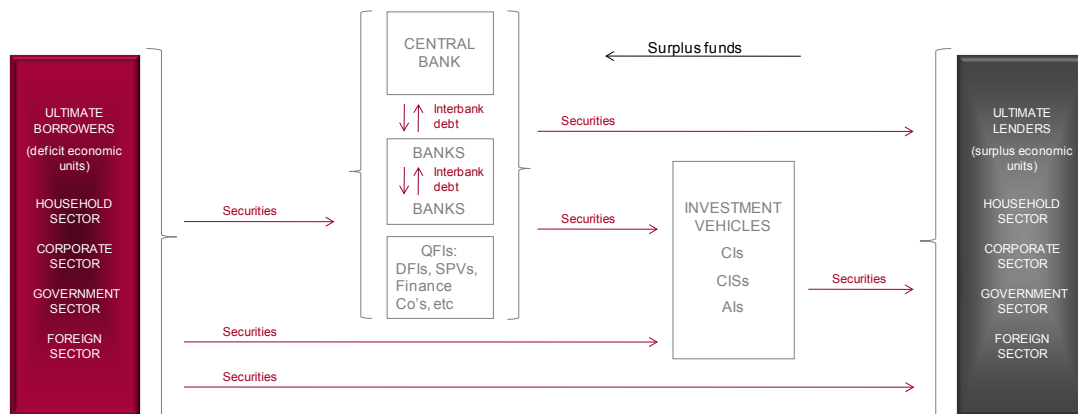 ULTIMATE
BORROWERS
(deficit economic
units)
HOUSEHOLD
SECTOR
CORPORATE
SECTOR
GOVERNMENT
SECTOR
FOREIGN
SECTOR
Securities
Securities
Securities
CENTRAL
BANK
Interbank
debt
BANKS
Interbank
debt
BANKS
QFIs:
DFIs, SPVs,
Finance
Co's, etc
Surplus funds
Securities
Securities
INVESTMENT
VEHICLES
CIs
CISs
AIs
Securities
ULTIMATE
LENDERS
(surplus economic
units)
HOUSEHOLD
SECTOR
CORPORATE
SECTOR
GOVERNMENT
SECTOR
FOREIGN
SECTOR